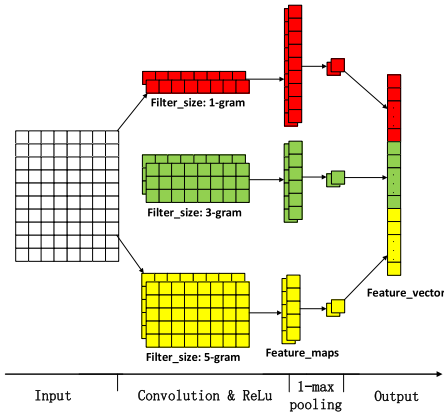 Filter_size: 1-gram
Filter_size: 3-gram
Filter_size: 5-gram
Feature_maps
Feature_vector
Input
Convolution & ReLu
1-max
pooling
Output